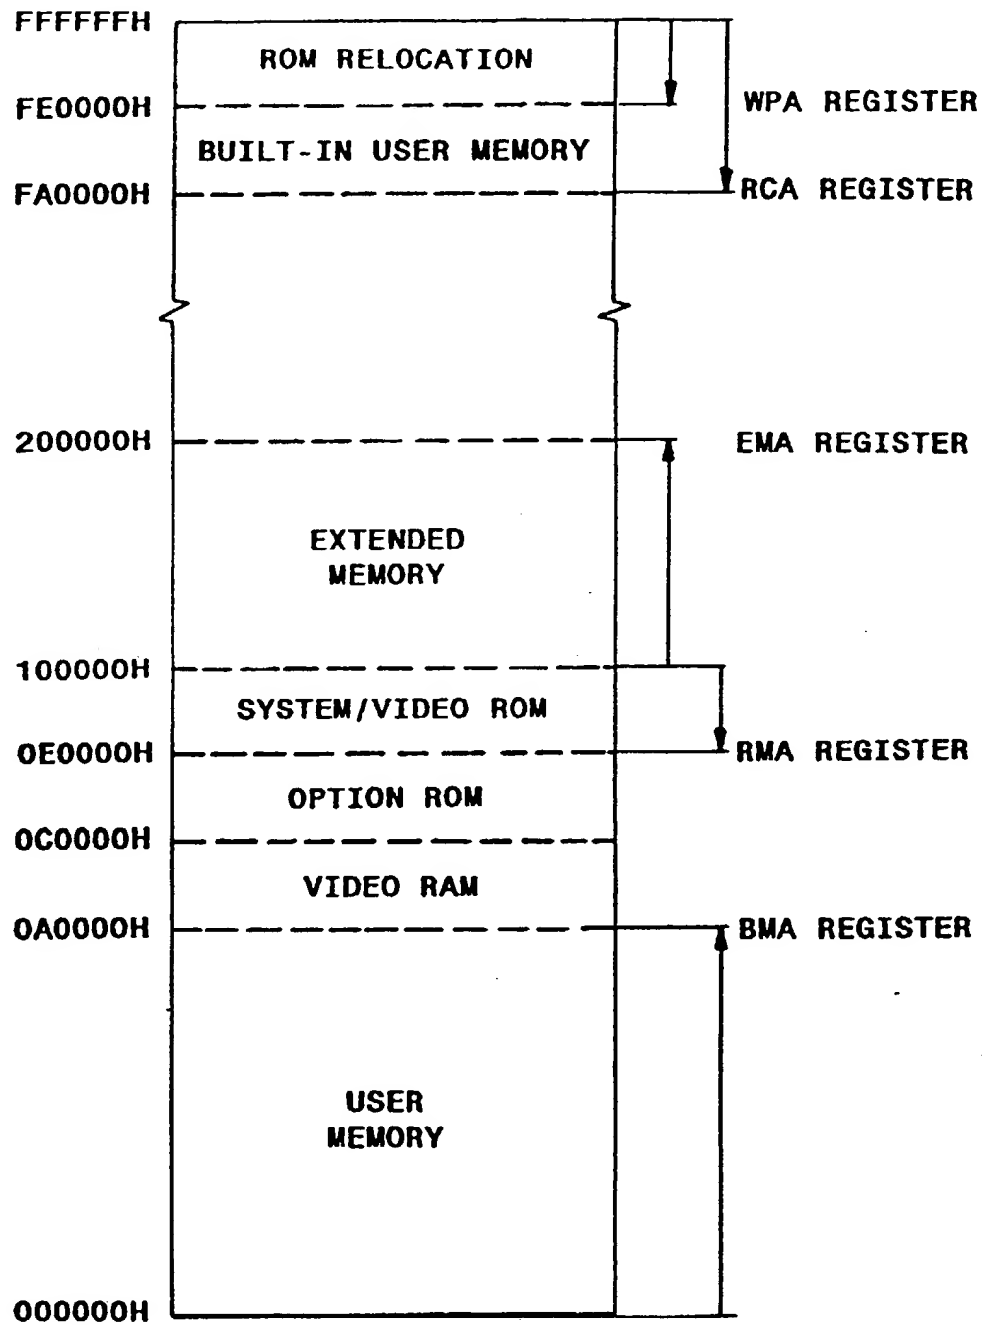 FFFFFFH
ROM RELOCATION
FE0000H
WPA REGISTER
BUILT-IN USER MEMORY
FA0000H
RCA REGISTER
200000H
EMA REGISTER
EXTENDED
MEMORY
100000H
SYSTEM/VIDEO ROM
0E0000H
RMA REGISTER
OPTION ROM
0C0000H
VIDEO RAM
0A0000H
BMA REGISTER
USER
MEMORY
000000H